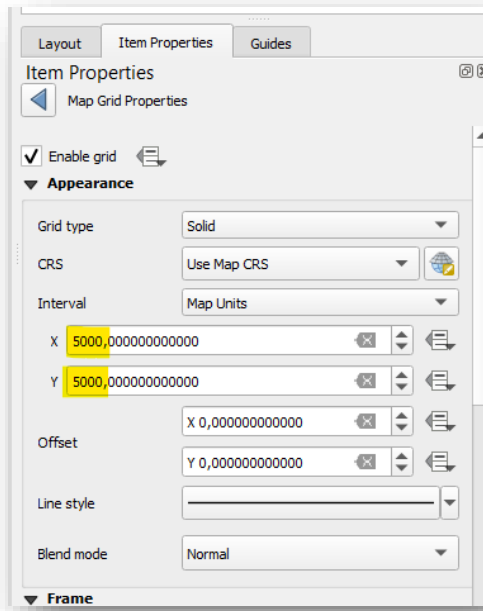 Layout Item Properties Guides
Item Properties
Map Grid Properties
Enable grid
Appearance
Grid type Solid
CRS Use Map CRS
Interval Map Units
X 5000,000000000000
Y 5000,000000000000
X 0,000000000000
Offset
Y 0,000000000000
Line style
Blend mode Normal
Frame